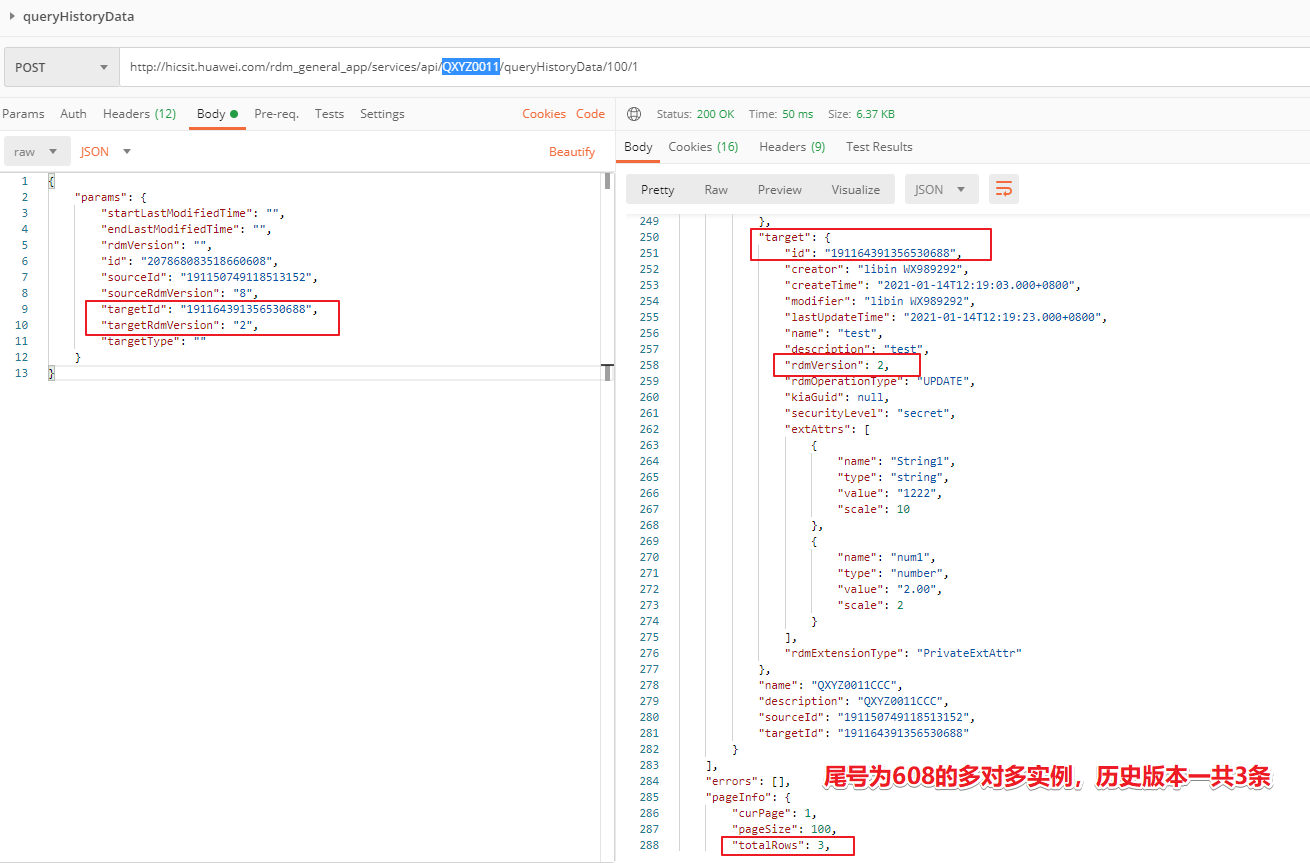 queryHistoryData
POST
http://hicsit.huawei.com/rdm_general_app/services/api/QXYZ0011/queryHistoryData/100/1
Params Auth Headers (12) Body Pre-req. Tests Settings Cookies Code
raw JSON Beautify
1 {
2 "params": {
3 "startLastModifiedTime": "",
4 "endLastModifiedTime": "",
5 "rdmVersion": "",
6 "id": "207868083518660608",
7 "sourceId": "191150749118513152",
8 "sourceRdmVersion": "8",
9 "targetId": "191164391356530688",
10 "targetRdmVersion": "2",
11 "targetType": ""
12 }
13 }
Status: 200 OK Time: 50 ms Size: 6.37 KB
Body Cookies (16) Headers (9) Test Results
Pretty Raw Preview Visualize JSON
249 },
250 "target": {
251 "id": "191164391356530688",
252 "creator": "libin WX989292",
253 "createTime": "2021-01-14T12:19:03.000+0800",
254 "modifier": "libin WX989292",
255 "lastUpdateTime": "2021-01-14T12:19:23.000+0800",
256 "name": "test",
257 "description": "test",
258 "rdmVersion": 2,
259 "rdmOperationType": "UPDATE",
260 "kiaGuid": null,
261 "securityLevel": "secret",
262 "extAttrs": [
263 {
264 "name": "String1",
265 "type": "string",
266 "value": "1222",
267 "scale": 10
268 },
269 {
270 "name": "num1",
271 "type": "number",
272 "value": "2.00",
273 "scale": 2
274 }
275 ],
276 "rdmExtensionType": "PrivateExtAttr"
277 },
278 "name": "QXYZ0011CCC",
279 "description": "QXYZ0011CCC",
280 "sourceId": "191150749118513152",
281 "targetId": "191164391356530688"
282 }
283 ],
284 "errors": [],
285 "pageInfo": {
286 "curPage": 1,
287 "pageSize": 100,
288 "totalRows": 3,
尾号为608的多对多实例，历史版本一共3条